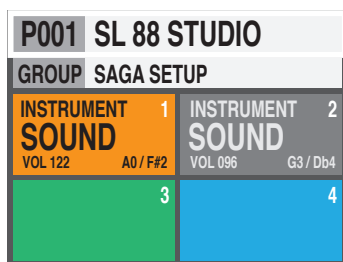 P001 SL 88 STUDIO
GROUP SAGA SETUP
INSTRUMENT 1
SOUND
VOL 122 A0 / F#2
INSTRUMENT 2
SOUND
VOL 096 G3 / Db4
3
4